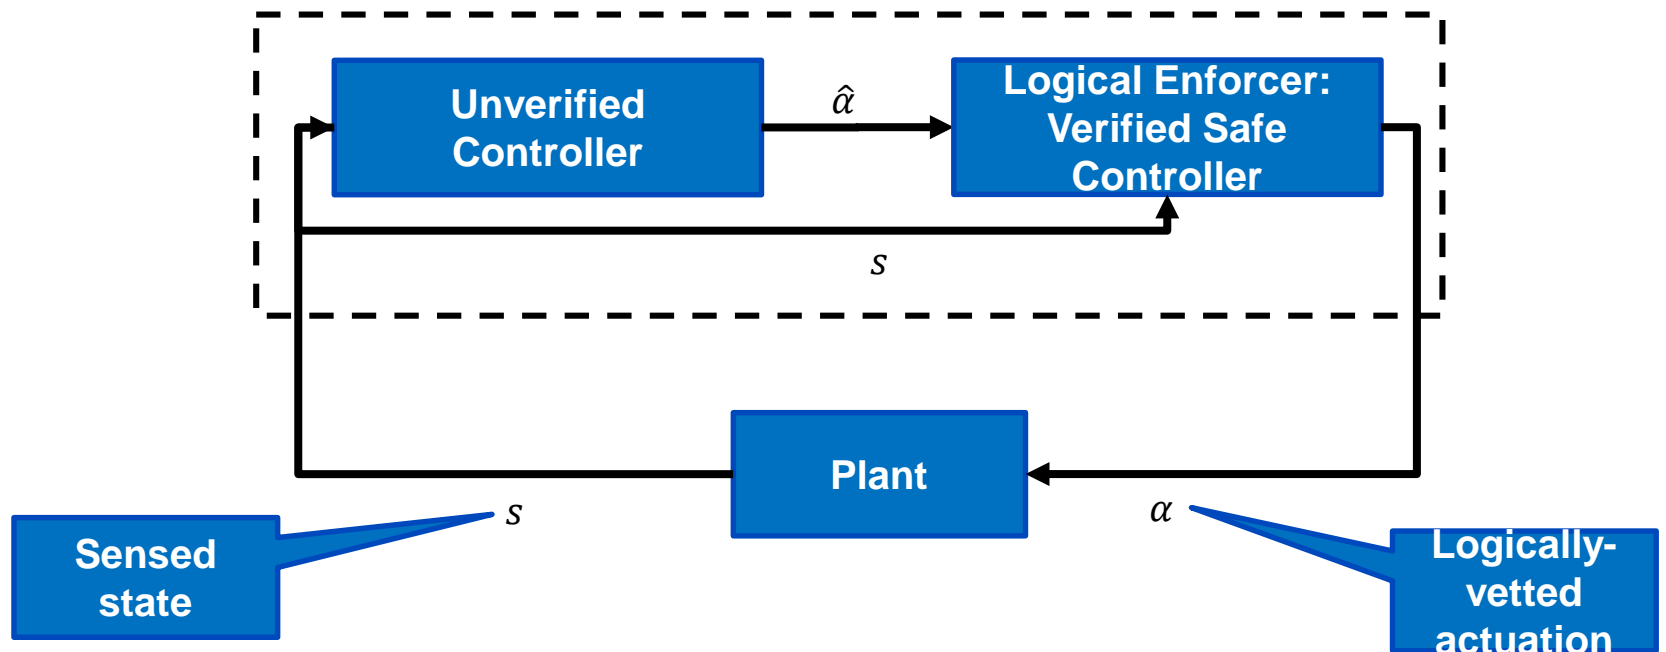 Unverified
Controller
α̂
Logical Enforcer:
Verified Safe
Controller
s
Plant
s
α
Sensed
state
Logically-
vetted
actuation